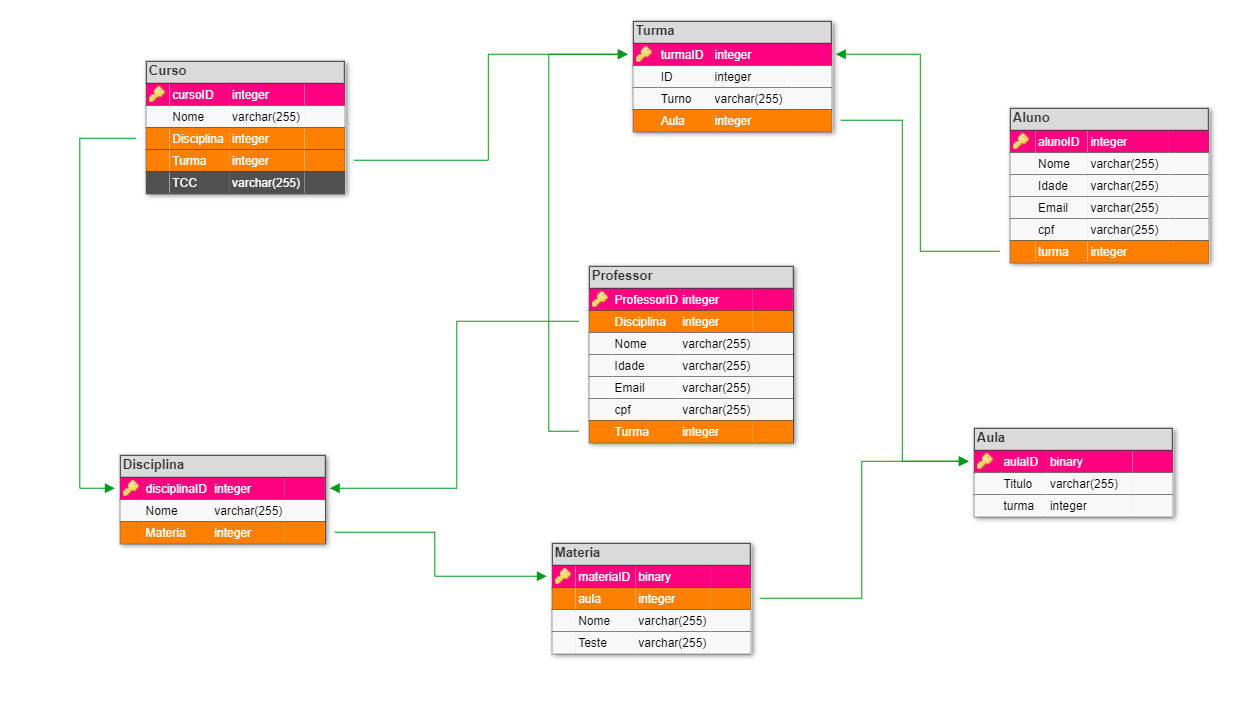 Curso
cursoID integer
Nome varchar(255)
Disciplina integer
Turma integer
TCC varchar(255)
Turma
turmaID integer
ID integer
Turno varchar(255)
Aula integer
Aluno
alunoID integer
Nome varchar(255)
Idade varchar(255)
Email varchar(255)
cpf varchar(255)
turma integer
Professor
ProfessorID integer
Disciplina integer
Nome varchar(255)
Idade varchar(255)
Email varchar(255)
cpf varchar(255)
Turma integer
Disciplina
disciplinaID integer
Nome varchar(255)
Materia integer
Materia
materiaID binary
aula integer
Nome varchar(255)
Teste varchar(255)
Aula
aulaID binary
Titulo varchar(255)
turma integer